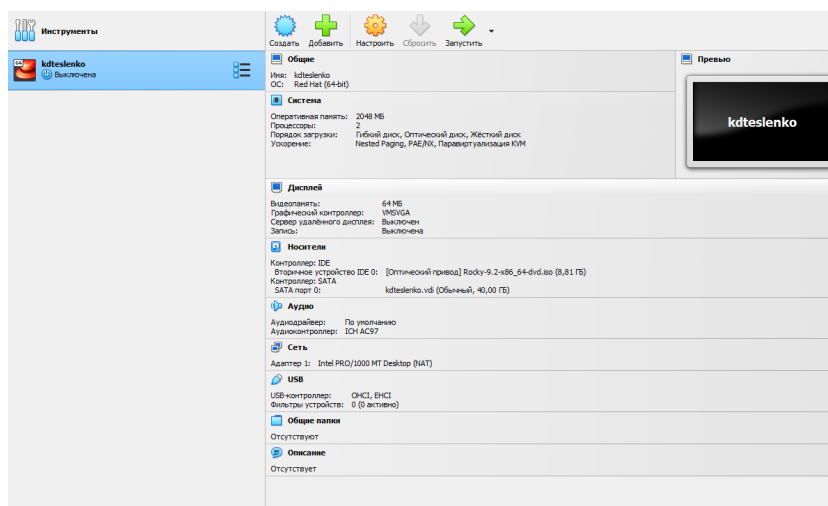 Инструменты
Создать Добавить Настроить Сбросить Запустить
64
kdteslenko
Выключена
Общие
Имя: kdteslenko
ОС: Red Hat (64-bit)
Система
Оперативная память: 2048 МБ
Процессоры: 2
Порядок загрузки: Гибкий диск, Оптический диск, Жёсткий диск
Ускорение: Nested Paging, PAE/NX, Паравиртуализация KVM
Превью
kdteslenko
Дисплей
Видеопамять: 64 МБ
Графический контроллер: VMSVGA
Сервер удалённого дисплея: Выключен
Запись: Выключена
Носители
Контроллер: IDE
Вторичное устройство IDE 0: [Оптический привод] Rocky-9.2-x86_64-dvd.iso (8,81 ГБ)
Контроллер: SATA
SATA порт 0: kdteslenko.vdi (Обычный, 40,00 ГБ)
Аудио
Аудиодрайвер: По умолчанию
Аудиоконтроллер: ICH AC97
Сеть
Адаптер 1: Intel PRO/1000 MT Desktop (NAT)
USB
USB-контроллер: OHCI, EHCI
Фильтры устройств: 0 (0 активно)
Общие папки
Отсутствуют
Описание
Отсутствует